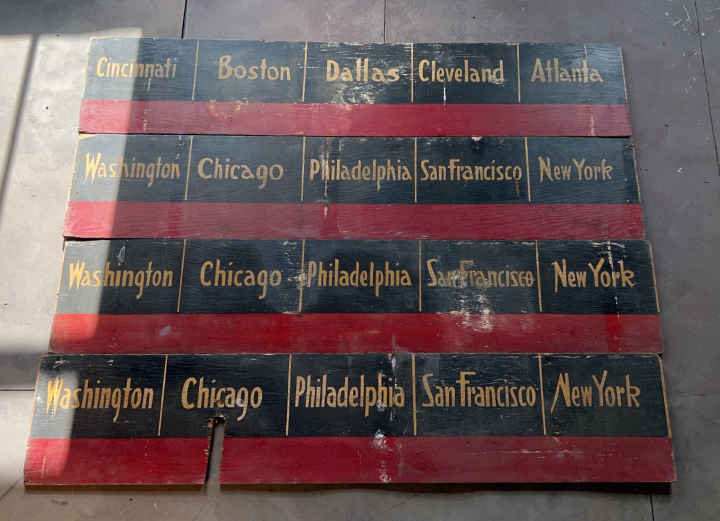 Cincinnati Boston Dallas Cleveland Atlanta
Washington Chicago Philadelphia San Francisco New York
Washington Chicago Philadelphia San Francisco New York
Washington Chicago Philadelphia San Francisco New York